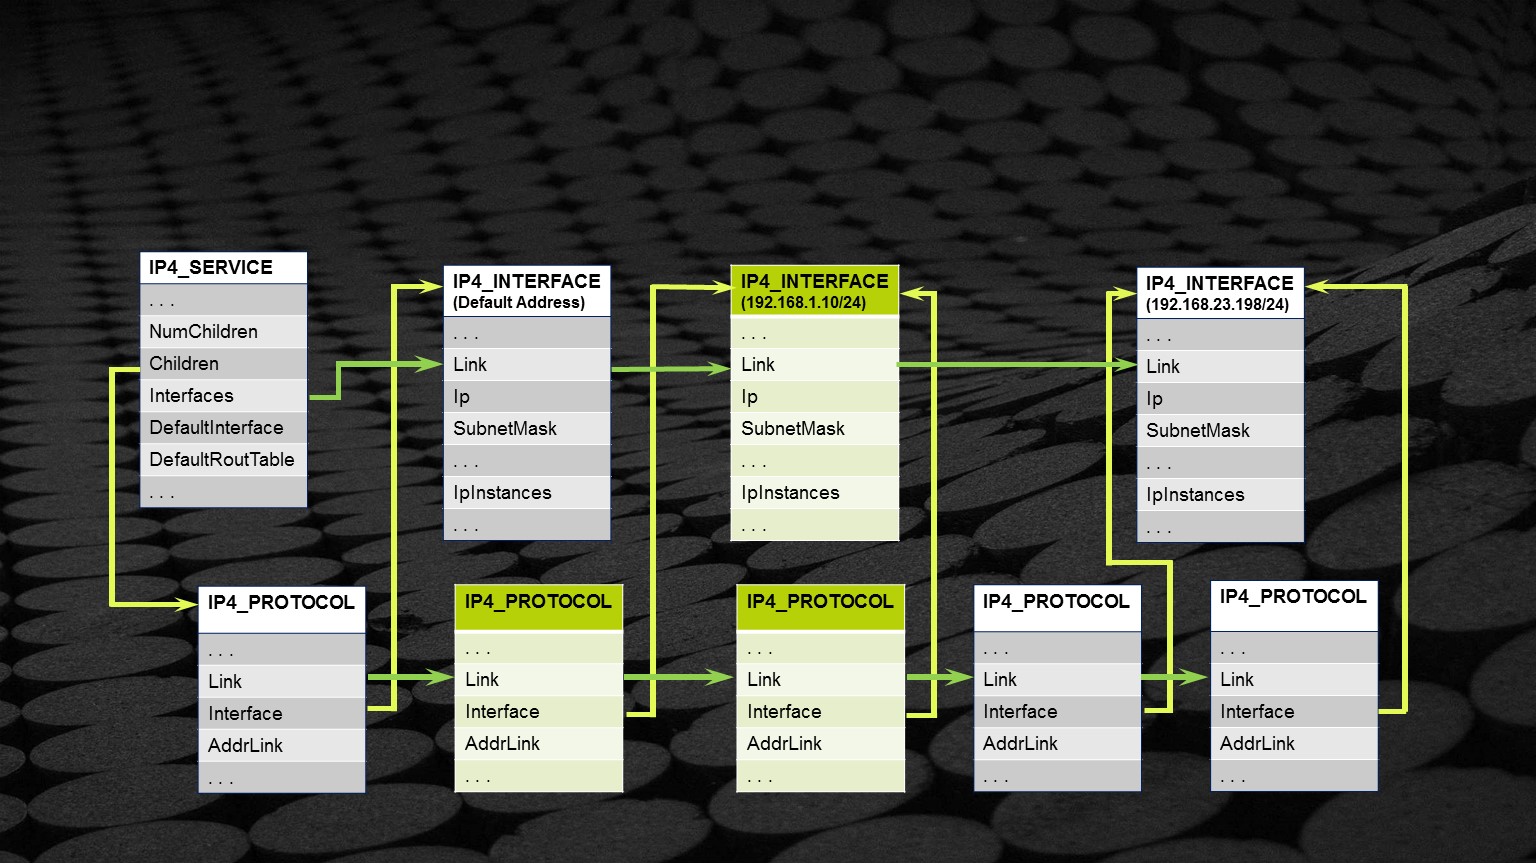 IP4_SERVICE
. . .
NumChildren
Children
Interfaces
DefaultInterface
DefaultRoutTable
. . .
IP4_INTERFACE
(Default Address)
. . .
Link
Ip
SubnetMask
. . .
IpInstances
. . .
IP4_INTERFACE
(192.168.1.10/24)
. . .
Link
Ip
SubnetMask
. . .
IpInstances
. . .
IP4_INTERFACE
(192.168.23.198/24)
. . .
Link
Ip
SubnetMask
. . .
IpInstances
. . .
IP4_PROTOCOL
. . .
Link
Interface
AddrLink
. . .
IP4_PROTOCOL
. . .
Link
Interface
AddrLink
. . .
IP4_PROTOCOL
. . .
Link
Interface
AddrLink
. . .
IP4_PROTOCOL
. . .
Link
Interface
AddrLink
. . .
IP4_PROTOCOL
. . .
Link
Interface
AddrLink
. . .